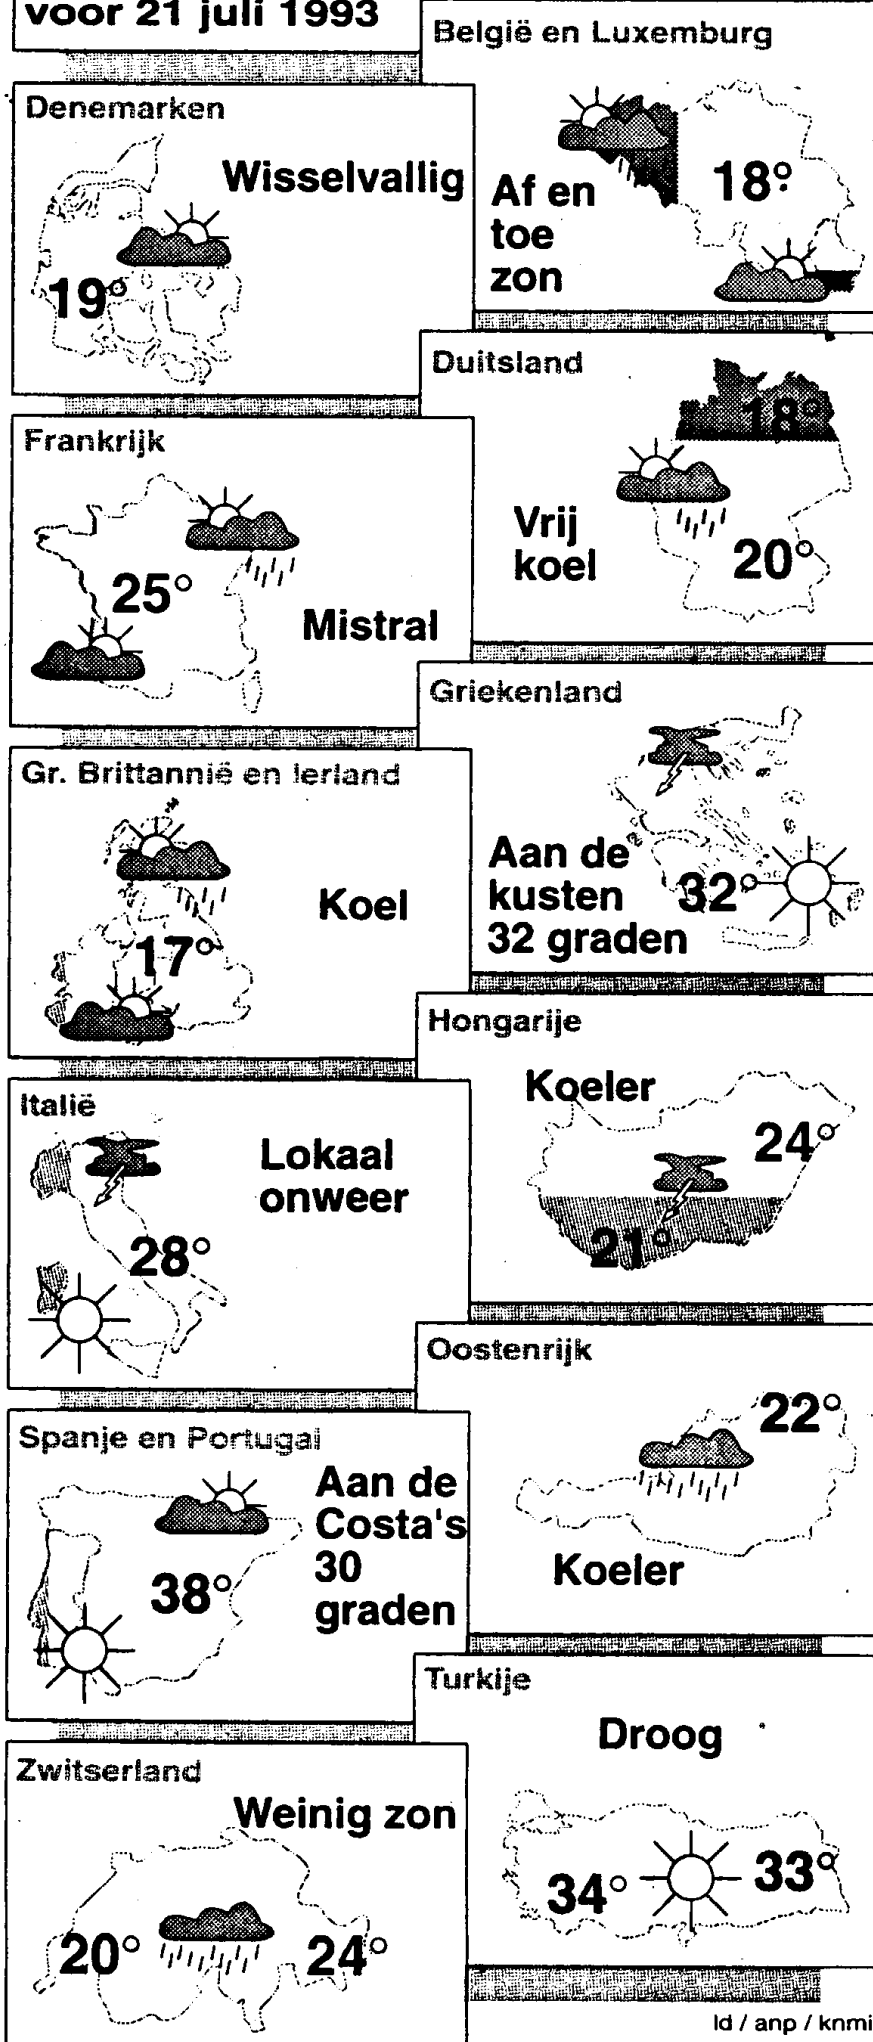 voor 21 juli 1993
België en Luxemburg
Af en
toe
zon
18°
Denemarken
Wisselvallig
19°
Duitsland
18°
Vrij
koel
20°
Frankrijk
25°
Mistral
Griekenland
Aan de
kusten
32 graden
32°
Gr. Brittannië en Ierland
Koel
17°
Hongarije
Koeler
24°
21°
Italië
Lokaal
onweer
28°
Oostenrijk
22°
Koeler
Spanje en Portugal
Aan de
Costa's
30
graden
38°
Turkije
Droog
34°
33°
Zwitserland
Weinig zon
20°
24°
ld / anp / knmi